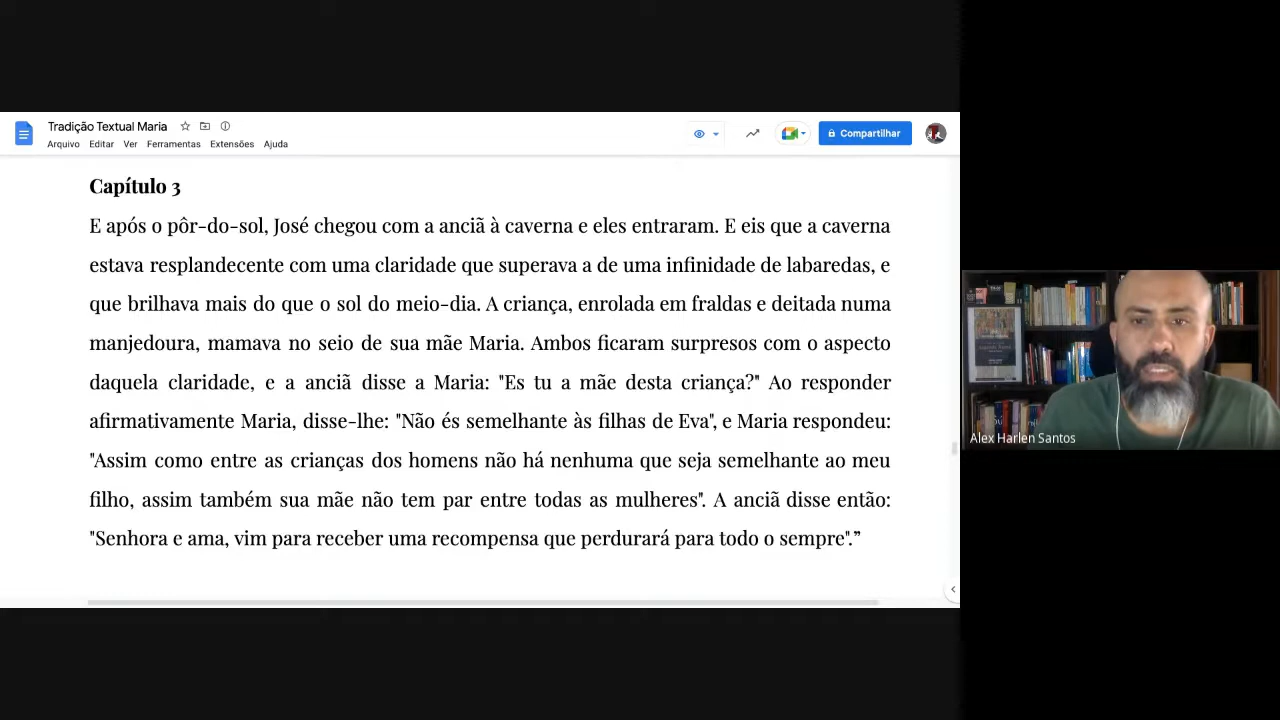 Tradição Textual Maria
Arquivo Editar Ver Ferramentas Extensões Ajuda
Compartilhar
Capítulo 3
E após o pôr-do-sol, José chegou com a anciã à caverna e eles entraram. E eis que a caverna
estava resplandecente com uma claridade que superava a de uma infinidade de labaredas, e
que brilhava mais do que o sol do meio-dia. A criança, enrolada em fraldas e deitada numa
manjedoura, mamava no seio de sua mãe Maria. Ambos ficaram surpresos com o aspecto
daquela claridade, e a anciã disse a Maria: "Es tu a mãe desta criança?" Ao responder
afirmativamente Maria, disse-lhe: "Não és semelhante às filhas de Eva", e Maria respondeu:
"Assim como entre as crianças dos homens não há nenhuma que seja semelhante ao meu
filho, assim também sua mãe não tem par entre todas as mulheres". A anciã disse então:
"Senhora e ama, vim para receber uma recompensa que perdurará para todo o sempre".”
Alex Harlen Santos